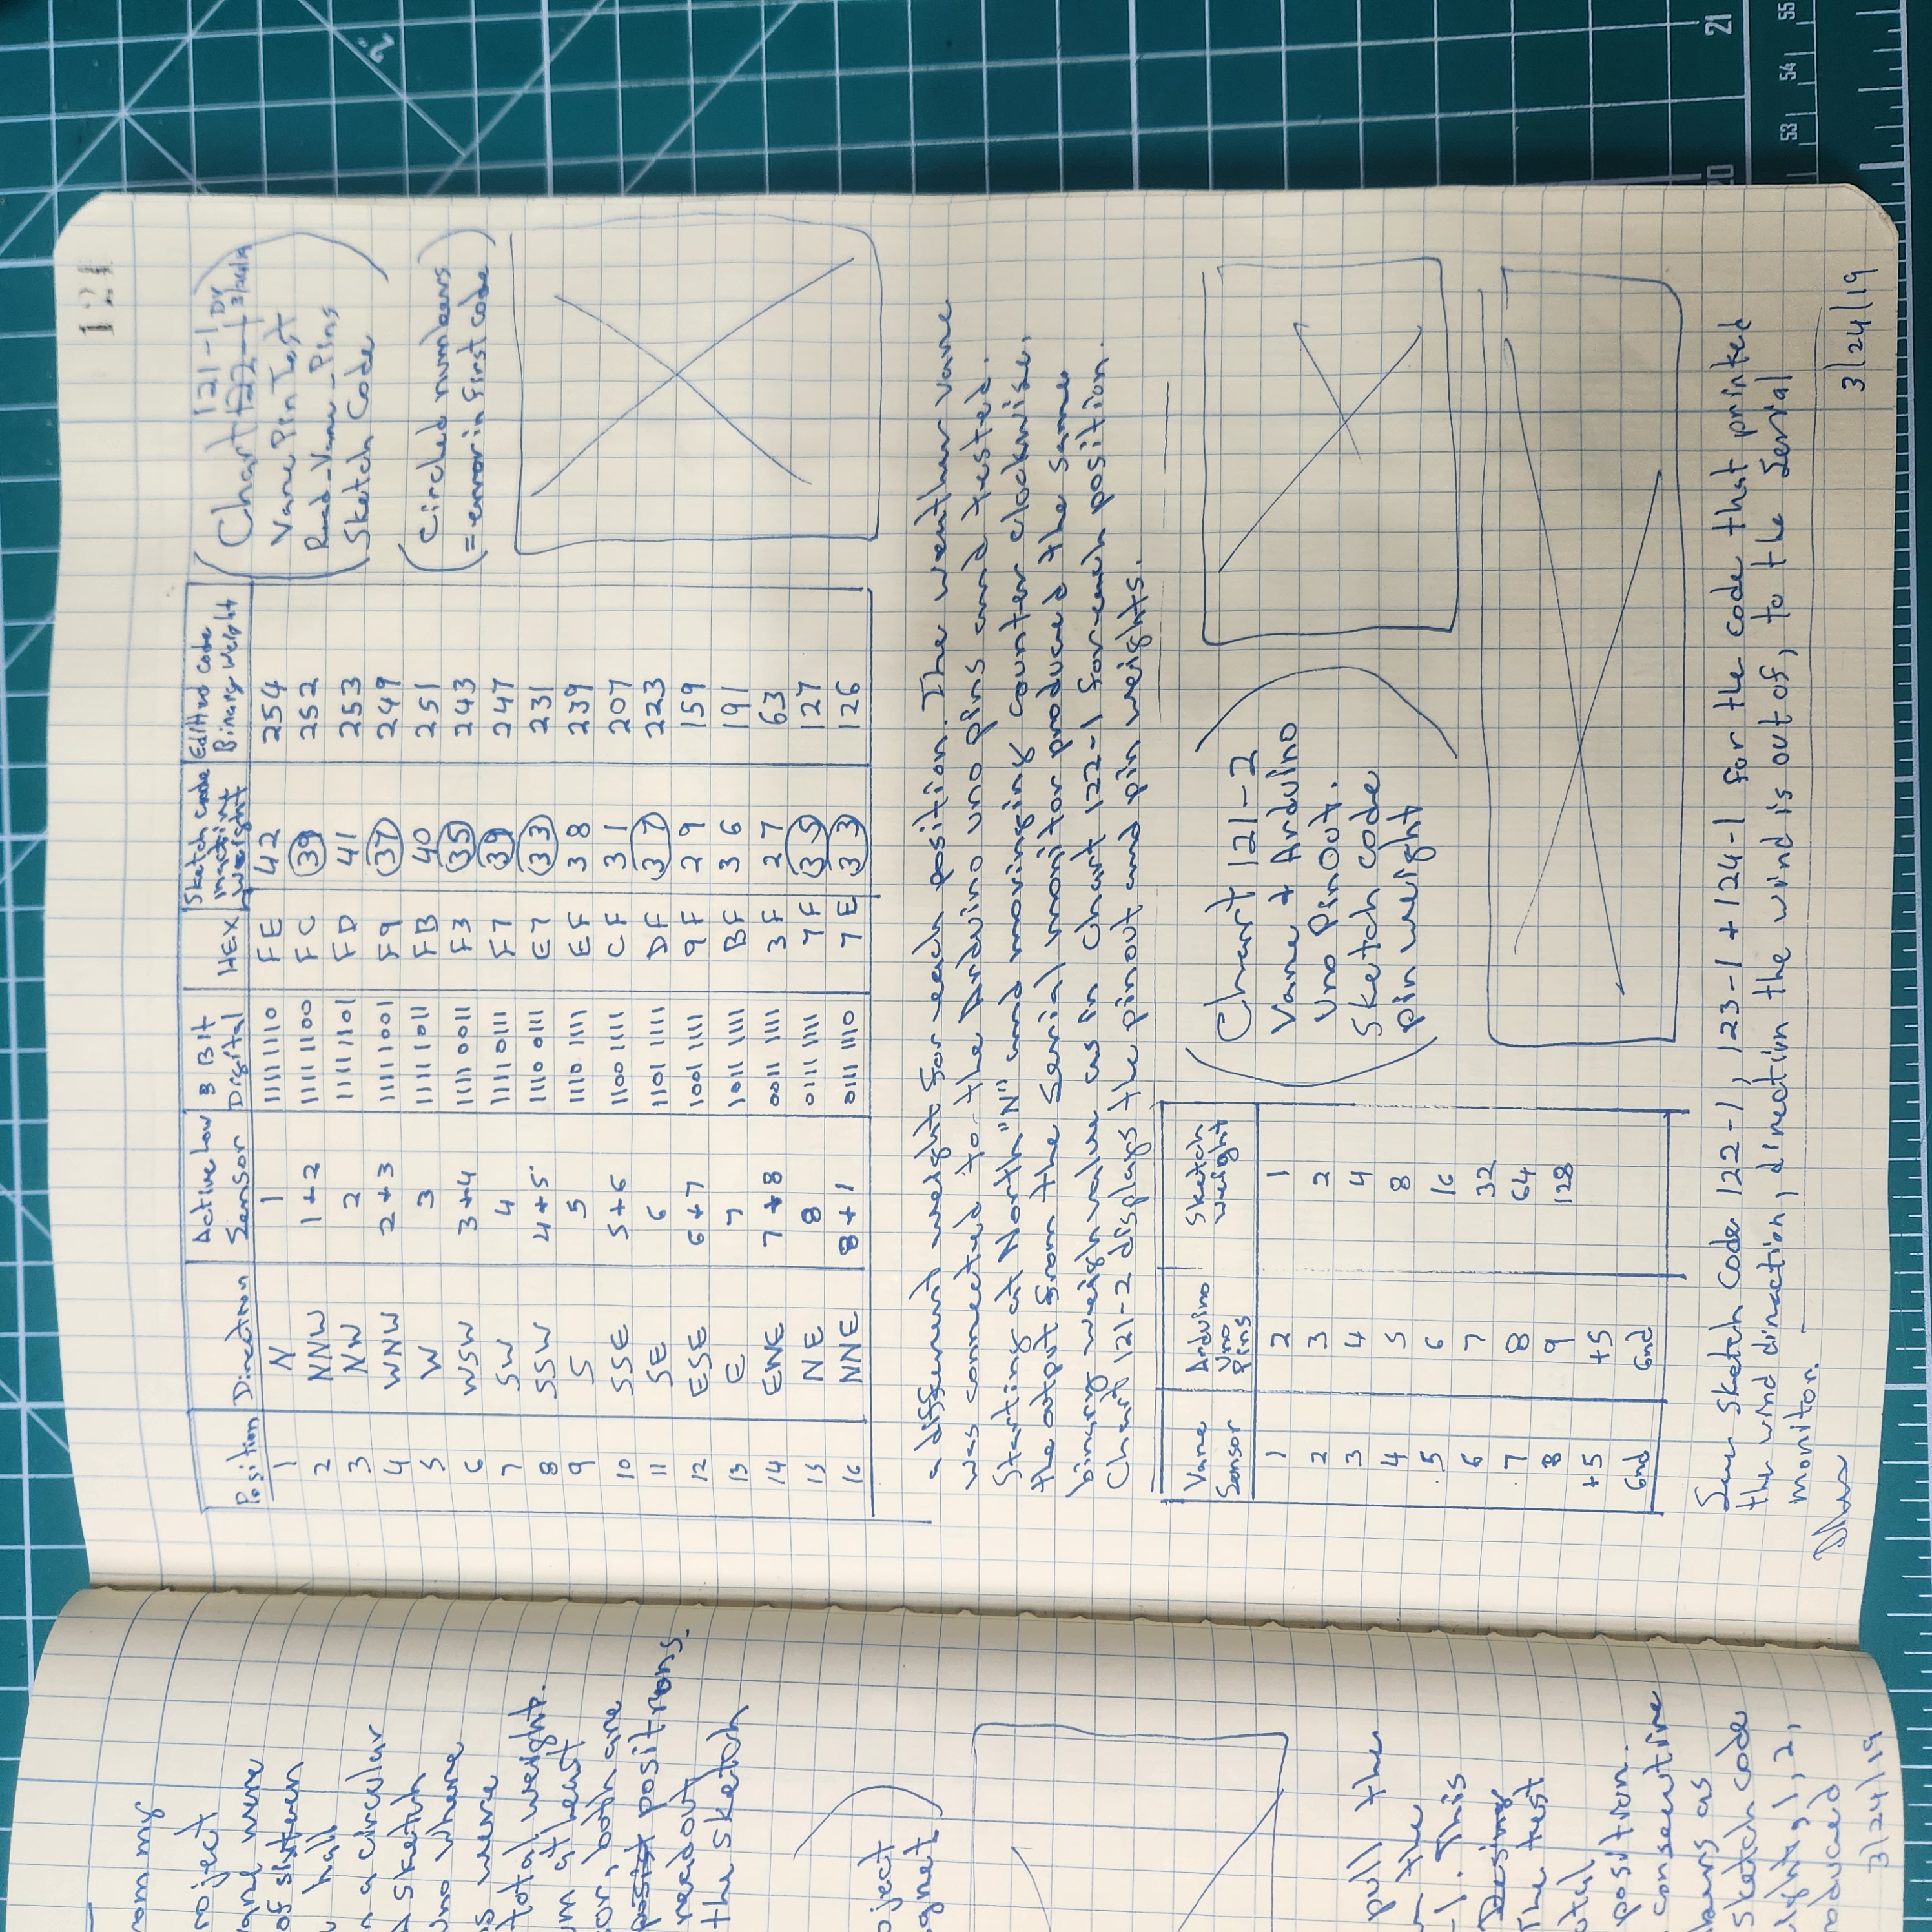 rom my
roject
ane were
of sixteen
hall
n a circular
sketch
Uno where
s were
total weight.
um at least
sor, both are
posist positions.
readout
the sketch
oject
gnet
pull the
the
-1. This
Desing
The test
otal
position.
consecutive
bers as
sketch code
ight, 1, 2,
oduced
3/24/19
121
Position Direction Active Low Sensor 8 Bit Digital HEX Sketch code inactive weight Editted code Binary Weight
1 N 1 11111110 FE 42 254
2 NNW 1+2 1111 1100 FC 39 252
3 NW 2 1111 1101 FD 41 253
4 WNW 2+3 11111001 F9 37 249
5 W 3 11111011 FB 40 251
6 WSW 3+4 1111 0011 F3 35 243
7 SW 4 11110111 F7 39 247
8 SSW 4+5 1110 0111 E7 33 231
9 S 5 1110 1111 EF 38 239
10 SSE 5+6 1100 1111 CF 31 207
11 SE 6 1101 1111 DF 37 223
12 ESE 6+7 1001 1111 9F 29 159
13 E 7 1011 1111 BF 36 191
14 ENE 7+8 0011 1111 3F 27 63
15 NE 8 0111 1111 7F 35 127
16 NNE 8+1 0111 1110 7E 33 126
121-1 Dr
Chart 122-1 3/24/19
Vane Pin Test
Read_Vane_Pins
Sketch Code
Circled numbers
= error in first code
a different weight for each position. The weather vane
was connected to the Arduino uno pins and tested.
Starting at North "N" and movinging counter clockwise,
the output from the Serial monitor produced the same
binary weigh value as in Chart 122-1 for each position.
Chart 121-2 displays the pinout and pin weights.
Vane Sensor Arduino Uno Pins Sketch weight
1 2 1
2 3 2
3 4 4
4 5 8
5 6 16
6 7 32
7 8 64
8 9 128
+5 +5
Gnd Gnd
Chart 121-2
Vane + Arduino
Uno PinOut.
Sketch code
pin weight
See Sketch Code 122-1, 123-1 + 124-1 for the code that printed
the wind direction, direction the wind is out of, to the Serial
monitor.
3/24/19
2"
20
21
53
54
55